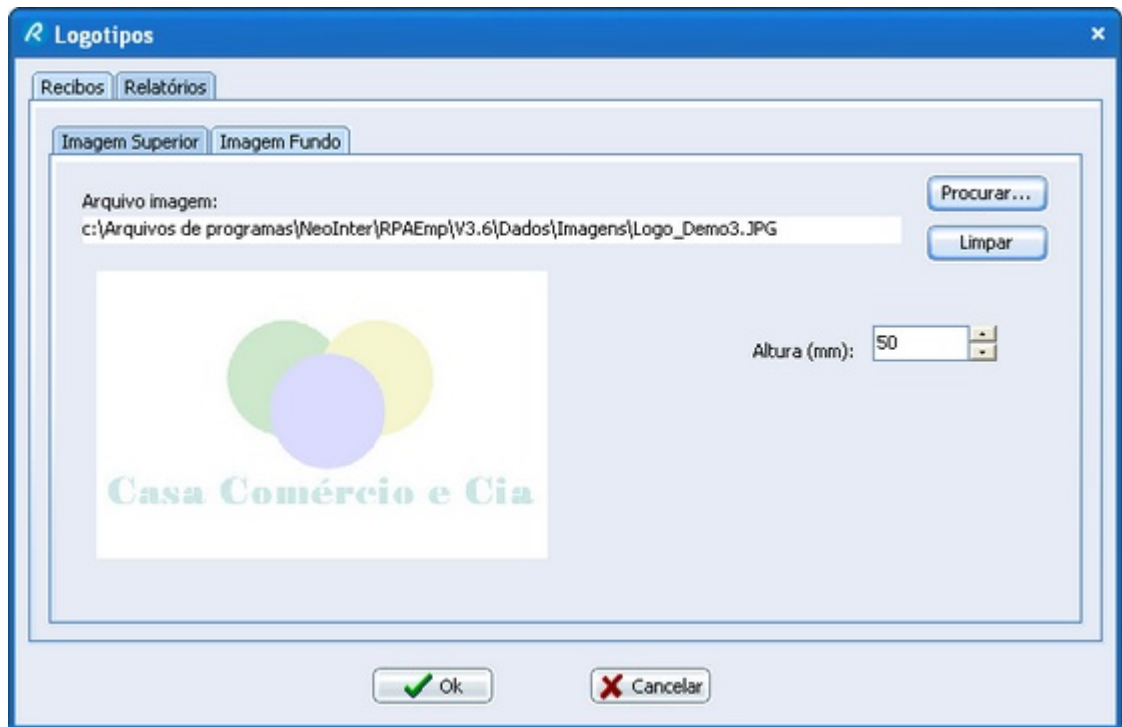 R Logotipos
Recibos Relatórios
Imagem Superior Imagem Fundo
Procurar...
Arquivo imagem:
c:\Arquivos de programas\NeoInter\RPAEmp\V3.6\Dados\Imagens\Logo_Demo3.JPG
Limpar
Altura (mm): 50
Casa Comércio e Cia
Ok Cancelar